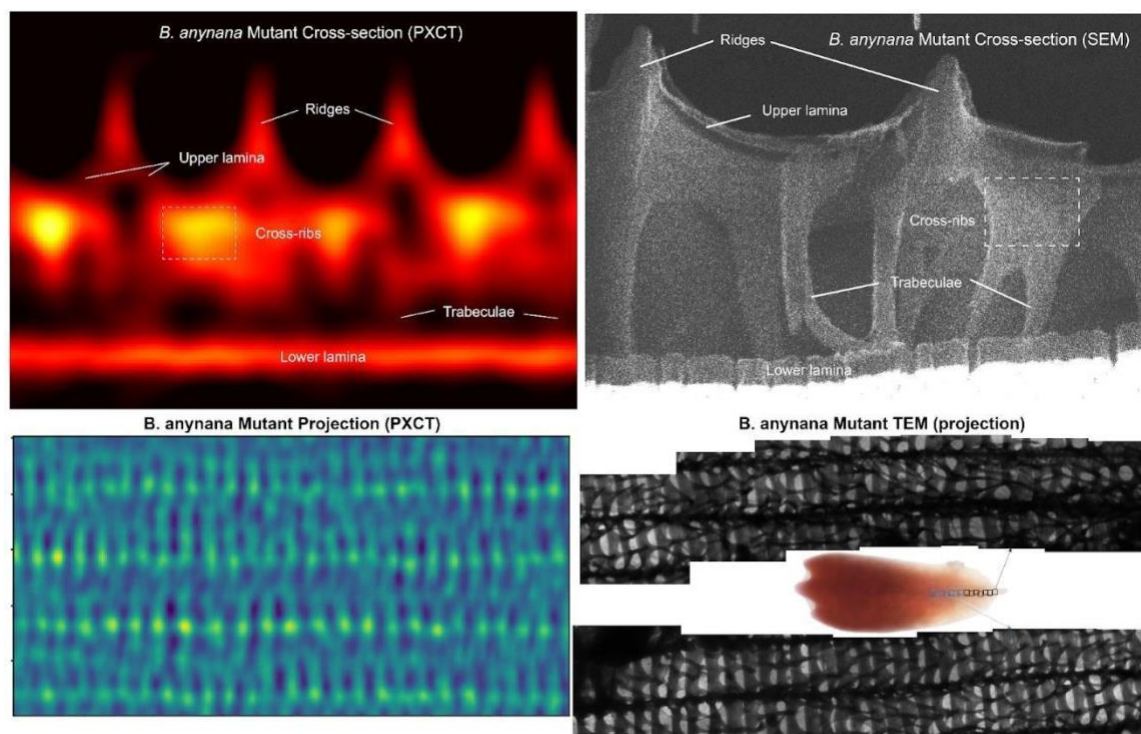 B. anynana Mutant Cross-section (PXCT)
Ridges
Upper lamina
Cross-ribs
Trabeculae
Lower lamina
B. anynana Mutant Cross-section (SEM)
Ridges
Upper lamina
Cross-ribs
Trabeculae
Lower lamina
B. anynana Mutant Projection (PXCT)
B. anynana Mutant TEM (projection)